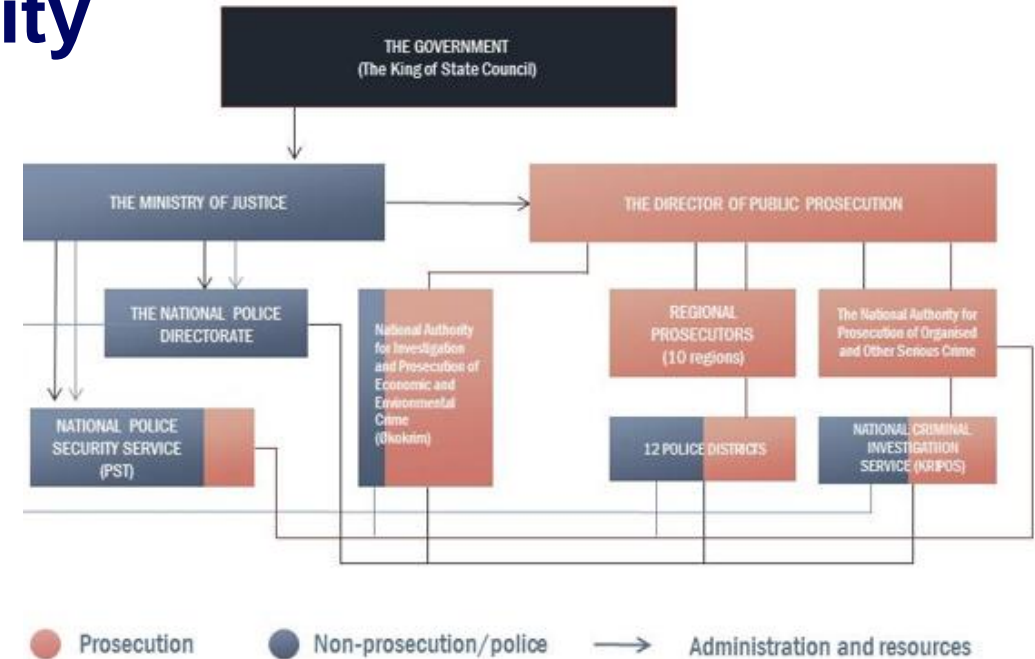 ity
THE GOVERNMENT
(The King of State Council)
THE MINISTRY OF JUSTICE
THE DIRECTOR OF PUBLIC PROSECUTION
THE NATIONAL POLICE
DIRECTORATE
National Authority
for Investigation
and Prosecution of
Economic and
Environmental
Crime
(Økokrim)
REGIONAL
PROSECUTORS
(10 regions)
The National Authority for
Prosecution of Organised
and Other Serious Crime
NATIONAL POLICE
SECURITY SERVICE
(PST)
12 POLICE DISTRICTS
NATIONAL CRIMINAL
INVESTIGATIION
SERVICE (KRIPOS)
Prosecution
Non-prosecution/police
Administration and resources